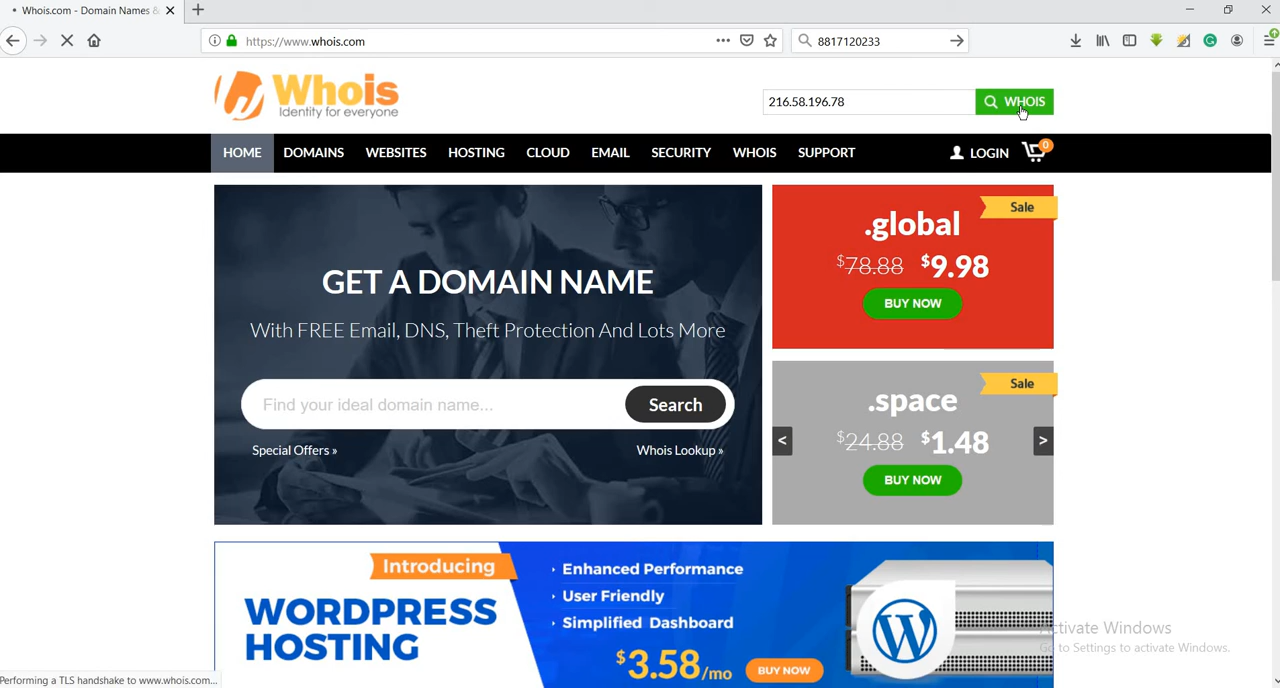 Whois.com - Domain Names &
https://www.whois.com
8817120233
Whois
Identity for everyone
216.58.196.78
WHOIS
HOME
DOMAINS
WEBSITES
HOSTING
CLOUD
EMAIL
SECURITY
WHOIS
SUPPORT
LOGIN
0
GET A DOMAIN NAME
With FREE Email, DNS, Theft Protection And Lots More
Find your ideal domain name...
Search
Special Offers »
Whois Lookup »
Sale
.global
$78.88 $9.98
BUY NOW
Sale
.space
<
$24.88 $1.48
>
BUY NOW
Introducing
WORDPRESS
HOSTING
Enhanced Performance
User Friendly
Simplified Dashboard
$3.58/mo
BUY NOW
W
Activate Windows
Go to Settings to activate Windows.
Performing a TLS handshake to www.whois.com...